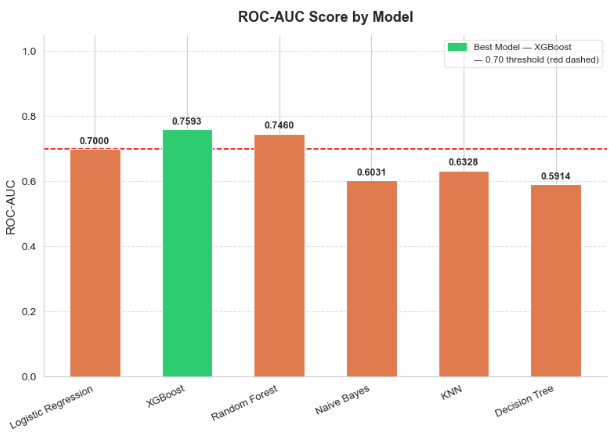 ROC-AUC Score by Model
1.0
Best Model — XGBoost
— 0.70 threshold (red dashed)
0.8
0.7593
0.7460
0.7000
0.6328
0.6031
0.5914
0.6
ROC-AUC
0.4
0.2
0.0
Logistic Regression
XGBoost
Random Forest
Naive Bayes
KNN
Decision Tree